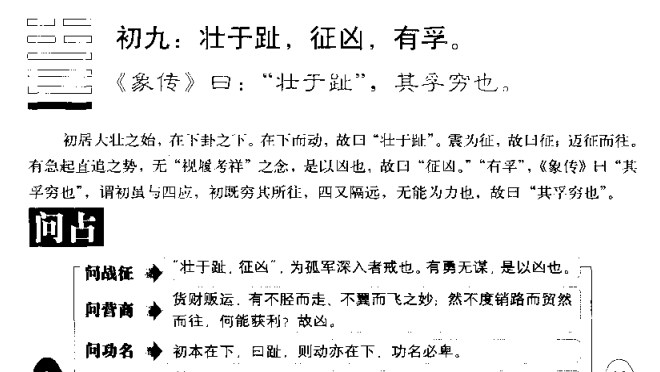 初九：壮于趾，征凶，有孚。
《象传》曰：“壮于趾”，其孚穷也。
初居大壮之始，在下卦之下。在下而动，故曰“壮于趾”。震为征，故曰征；迈征而往。
有急起直追之势，无“视履考祥”之念，是以凶也，故曰“征凶。”“有孚”，《象传》曰“其
孚穷也”，谓初虽与四应，初既穷其所往，四又隔远，无能为力也，故曰“其孚穷也”。
问占
问战征 “壮于趾，征凶”，为孤军深入者戒也。有勇无谋，是以凶也。
问营商 货财贩运，有不胫而走、不翼而飞之妙；然不度销路而贸然
而往，何能获利？故凶。
问功名 初本在下，曰趾，则动亦在下，功名必卑。